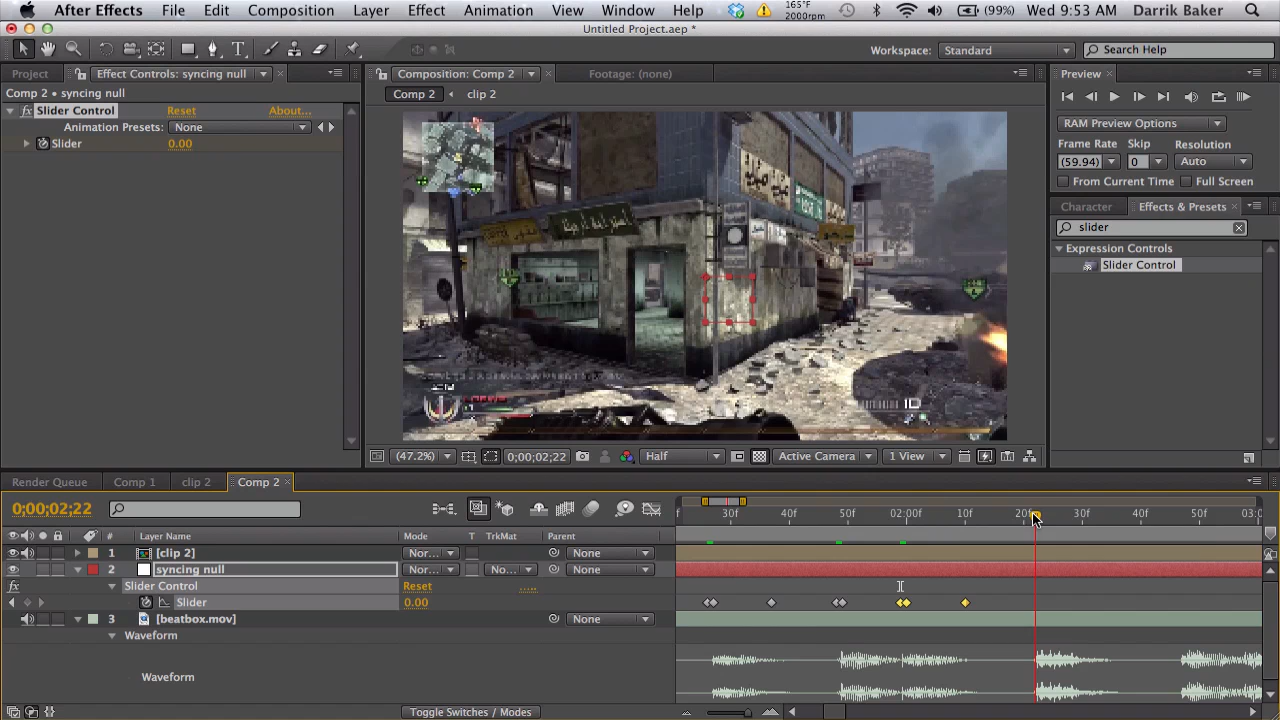 After Effects File Edit Composition Layer Effect Animation View Window Help 165°F 2000rpm (99%) Wed 9:53 AM Darrik Baker
Untitled Project.aep *
Workspace: Standard Search Help
Project Effect Controls: syncing null Composition: Comp 2 Footage: (none) Preview
Comp 2 • syncing null
Comp 2 clip 2
fx Slider Control Reset About...
Animation Presets: None
Slider 0.00
RAM Preview Options
Frame Rate Skip Resolution
(59.94) 0 Auto
From Current Time Full Screen
Character Effects & Presets
slider
Expression Controls
Slider Control
(47.2%) 0;00;02;22 Half Active Camera 1 View
Render Queue Comp 1 clip 2 Comp 2
0;00;02;22
f 30f 40f 50f 02:00f 10f 20f 30f 40f 50f 03:0
# Layer Name Mode T TrkMat Parent
1 [clip 2] Nor... None
2 syncing null Nor... No... None
fx Slider Control Reset .....
Slider 0.00
3 [beatbox.mov] None
Waveform
Waveform
Toggle Switches / Modes